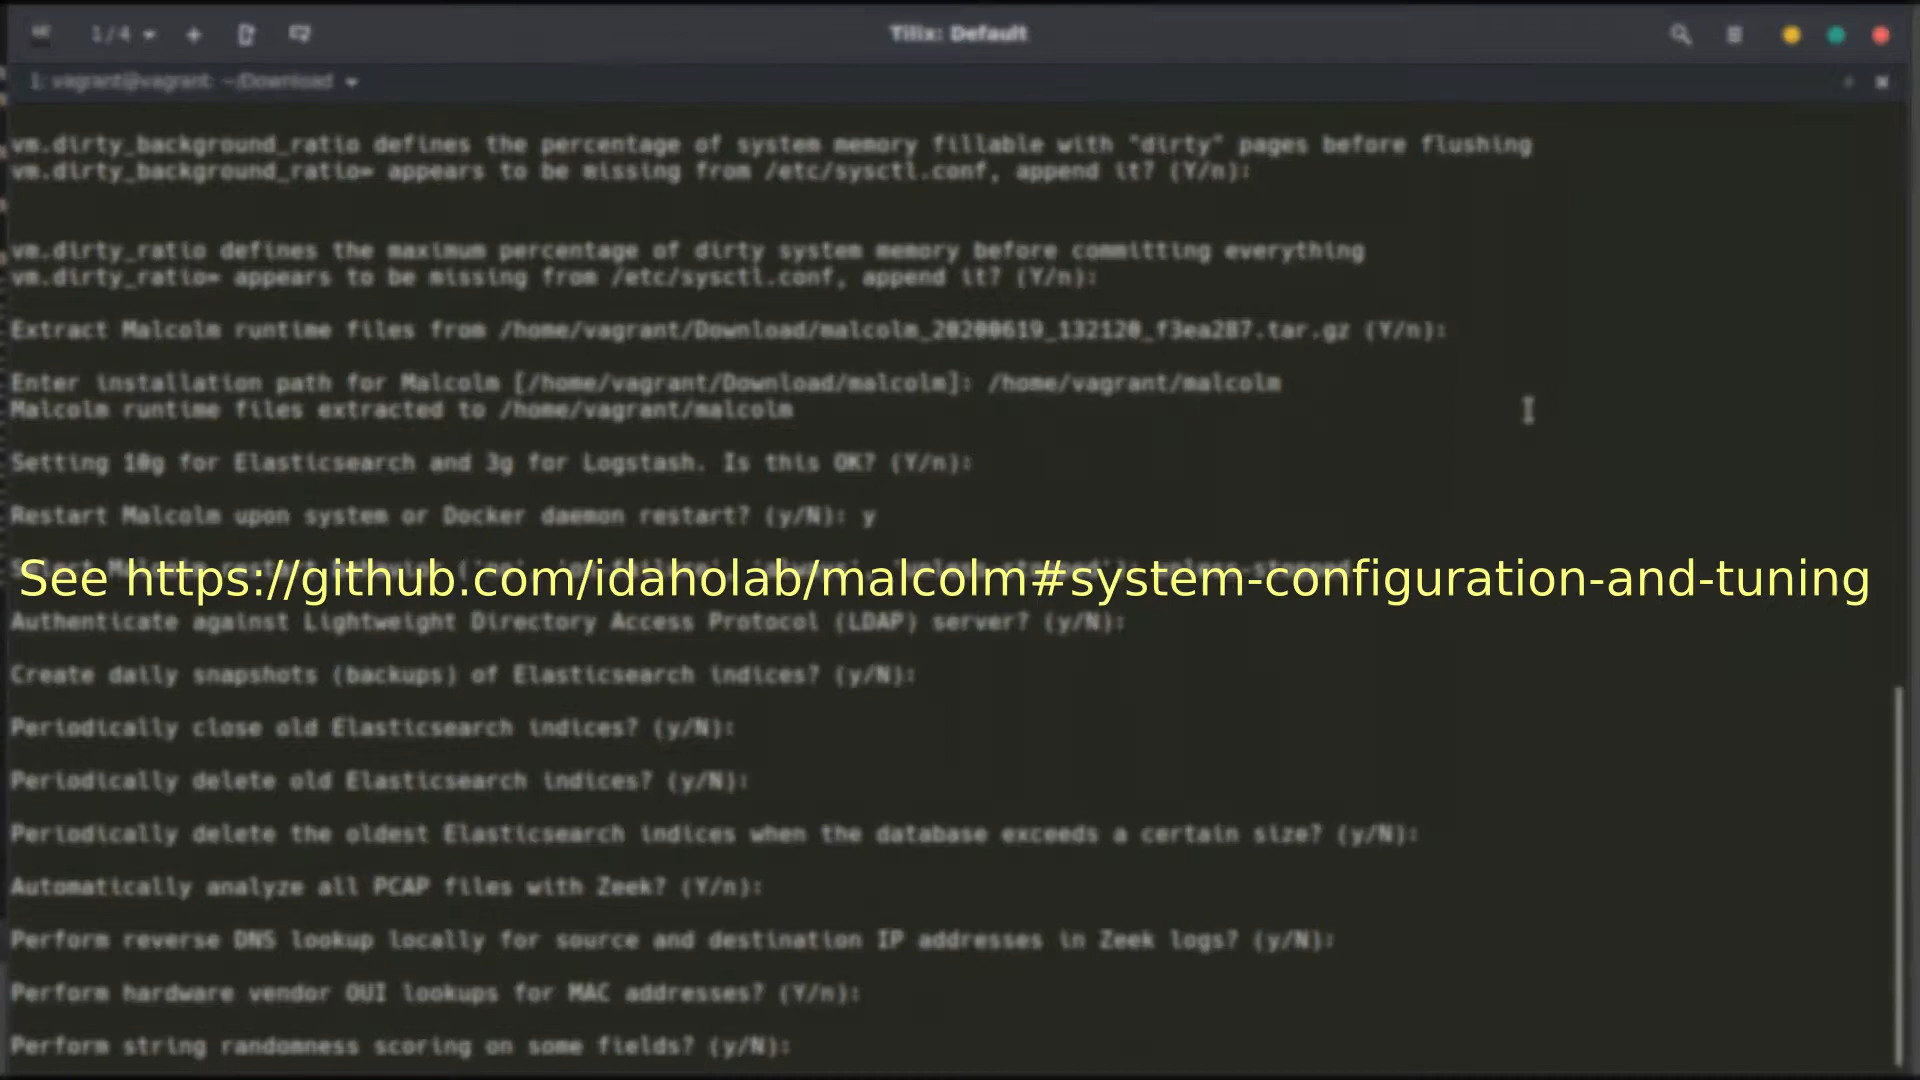 1/4
Tilix: Default
1: vagrant@vagrant: ~/Download
vm.dirty_background_ratio defines the percentage of system memory fillable with "dirty" pages before flushing
vm.dirty_background_ratio= appears to be missing from /etc/sysctl.conf, append it? (Y/n):
vm.dirty_ratio defines the maximum percentage of dirty system memory before committing everything
vm.dirty_ratio= appears to be missing from /etc/sysctl.conf, append it? (Y/n):
Extract Malcolm runtime files from /home/vagrant/Download/malcolm_20200619_132120_f3ea287.tar.gz (Y/n):
Enter installation path for Malcolm [/home/vagrant/Download/malcolm]: /home/vagrant/malcolm
Malcolm runtime files extracted to /home/vagrant/malcolm
Setting 10g for Elasticsearch and 3g for Logstash. Is this OK? (Y/n):
Restart Malcolm upon system or Docker daemon restart? (y/N): y
See https://github.com/idaholab/malcolm#system-configuration-and-tuning
Authenticate against Lightweight Directory Access Protocol (LDAP) server? (y/N):
Create daily snapshots (backups) of Elasticsearch indices? (y/N):
Periodically close old Elasticsearch indices? (y/N):
Periodically delete old Elasticsearch indices? (y/N):
Periodically delete the oldest Elasticsearch indices when the database exceeds a certain size? (y/N):
Automatically analyze all PCAP files with Zeek? (Y/n):
Perform reverse DNS lookup locally for source and destination IP addresses in Zeek logs? (y/N):
Perform hardware vendor OUI lookups for MAC addresses? (Y/n):
Perform string randomness scoring on some fields? (y/N):